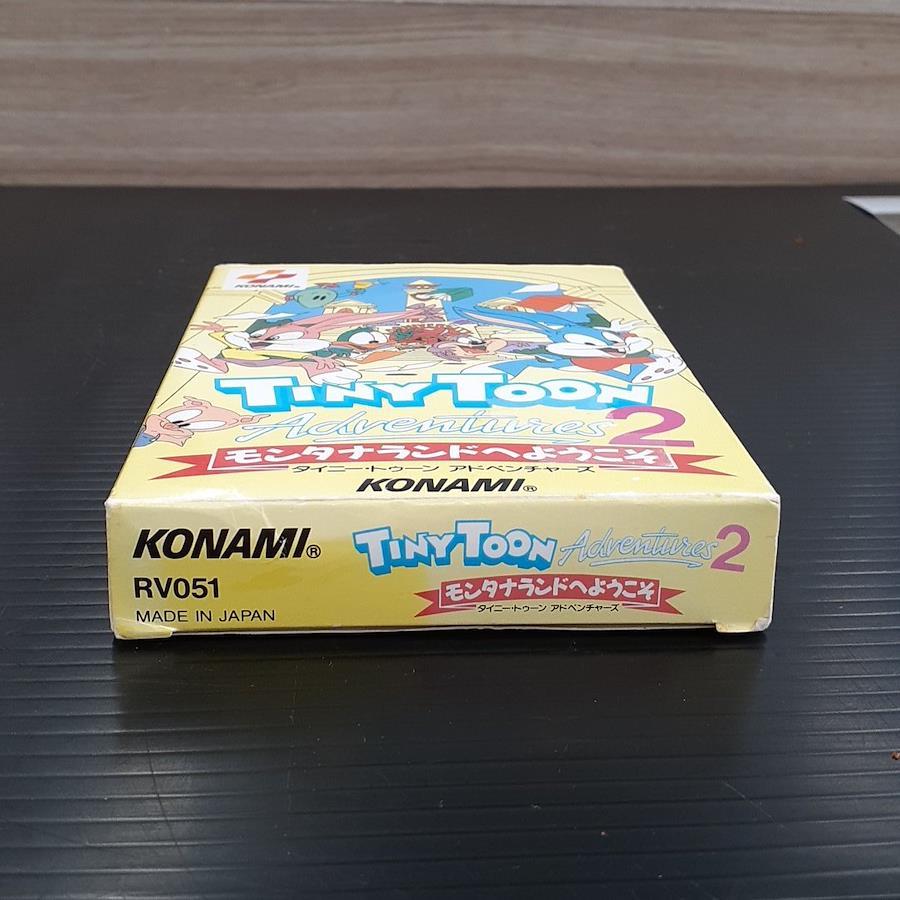 KONAMI®
TINY TOON
Adventures 2
モンタナランドへようこそ
タイニー・トゥーン アドベンチャーズ
KONAMI®
KONAMI®
RV051
MADE IN JAPAN
TINY TOON Adventures 2
モンタナランドへようこそ
タイニー・トゥーン アドベンチャーズ